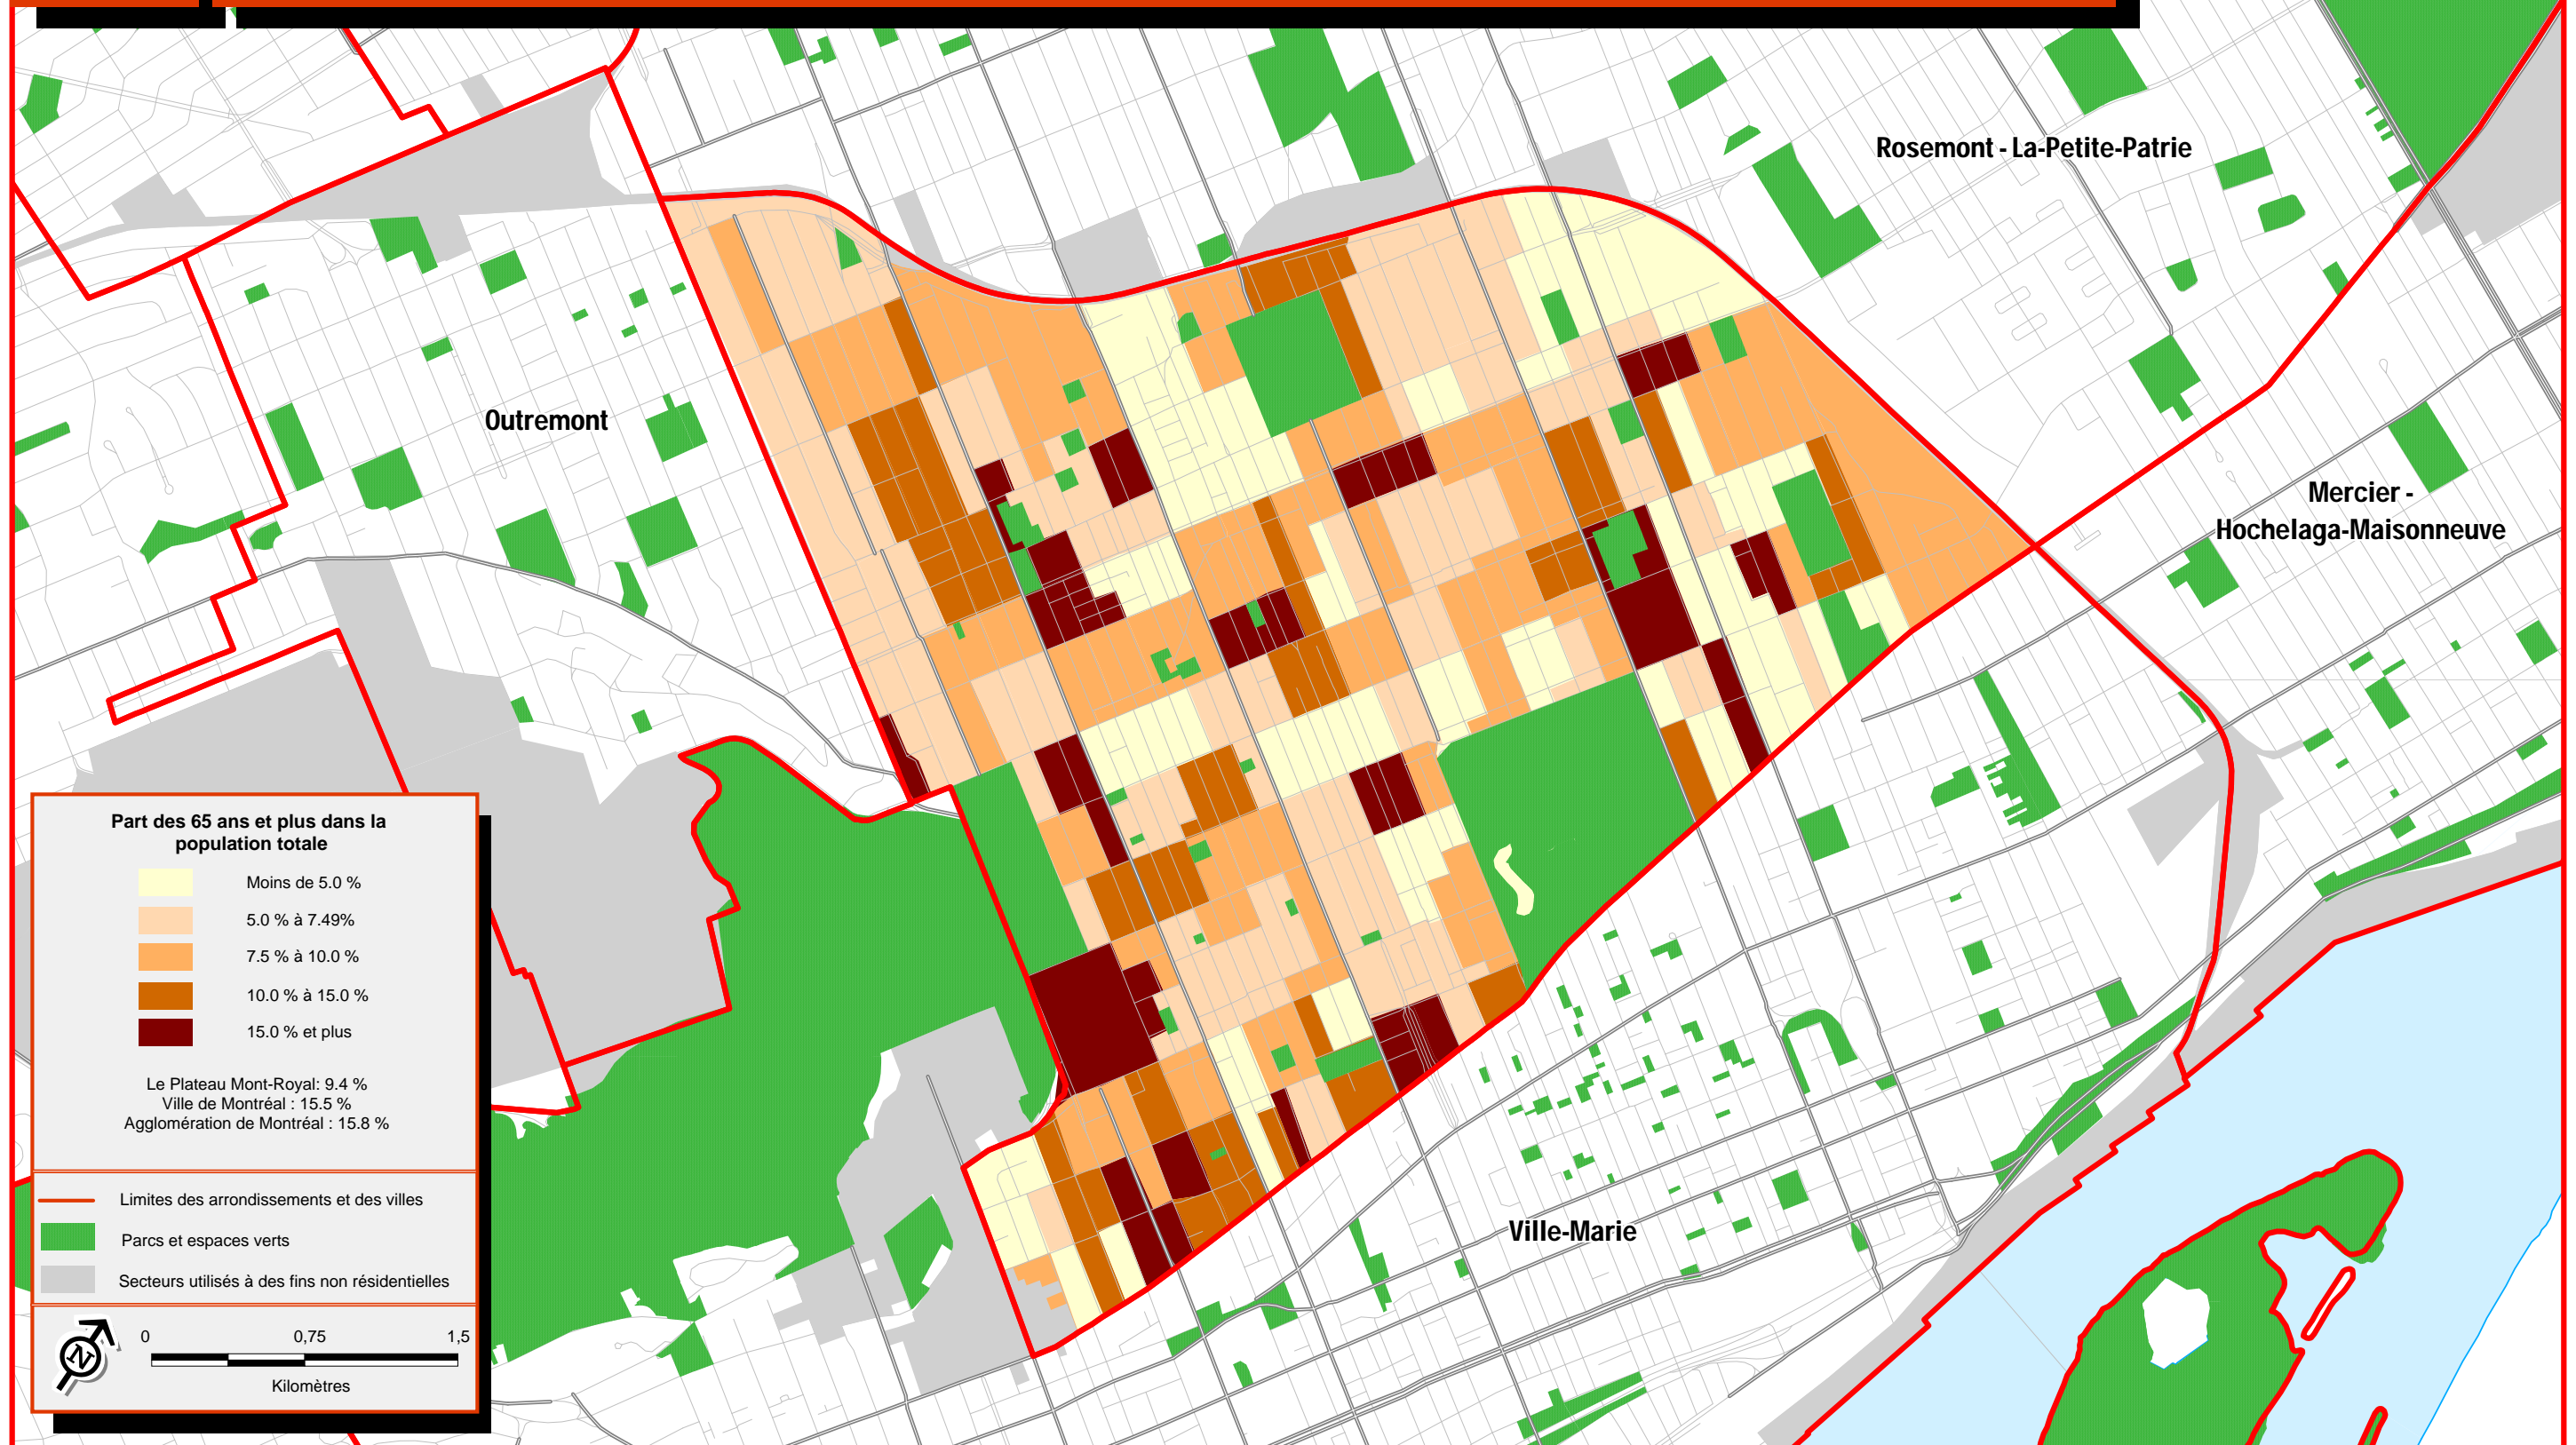 Rosemont - La-Petite-Patrie
Outremont
Mercier -
Hochelaga-Maisonneuve
Ville-Marie
Part des 65 ans et plus dans la
population totale
Moins de 5.0 %
5.0 % à 7.49%
7.5 % à 10.0 %
10.0 % à 15.0 %
15.0 % et plus
Le Plateau Mont-Royal: 9.4 %
Ville de Montréal : 15.5 %
Agglomération de Montréal : 15.8 %
Limites des arrondissements et des villes
Parcs et espaces verts
Secteurs utilisés à des fins non résidentielles
N
0 0,75 1,5
Kilomètres